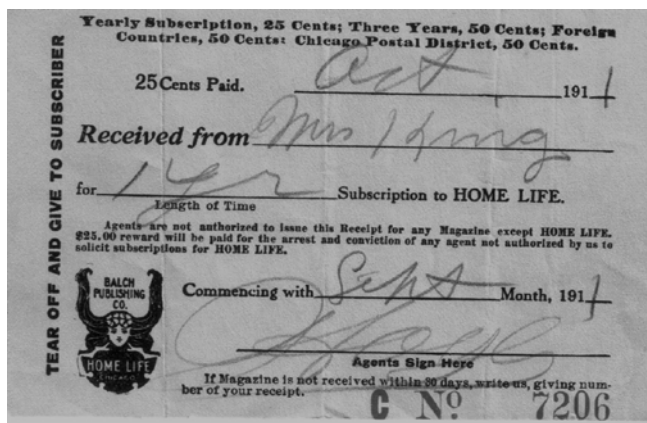 Yearly Subscription, 25 Cents; Three Years, 50 Cents; Foreign
Countries, 50 Cents: Chicago Postal District, 50 Cents.
25 Cents Paid. Oct 1911
Received from Mrs King
for 1 yr Subscription to HOME LIFE.
Length of Time
Agents are not authorized to issue this Receipt for any Magazine except HOME LIFE.
$25.00 reward will be paid for the arrest and conviction of any agent not authorized by us to
solicit subscriptions for HOME LIFE.
Commencing with Sept Month, 1911
Agents Sign Here
If Magazine is not received within 30 days, write us, giving num-
ber of your receipt.
C No 7206
TEAR OFF AND GIVE TO SUBSCRIBER
BALCH
PUBLISHING
CO.
HOME LIFE
CHICAGO